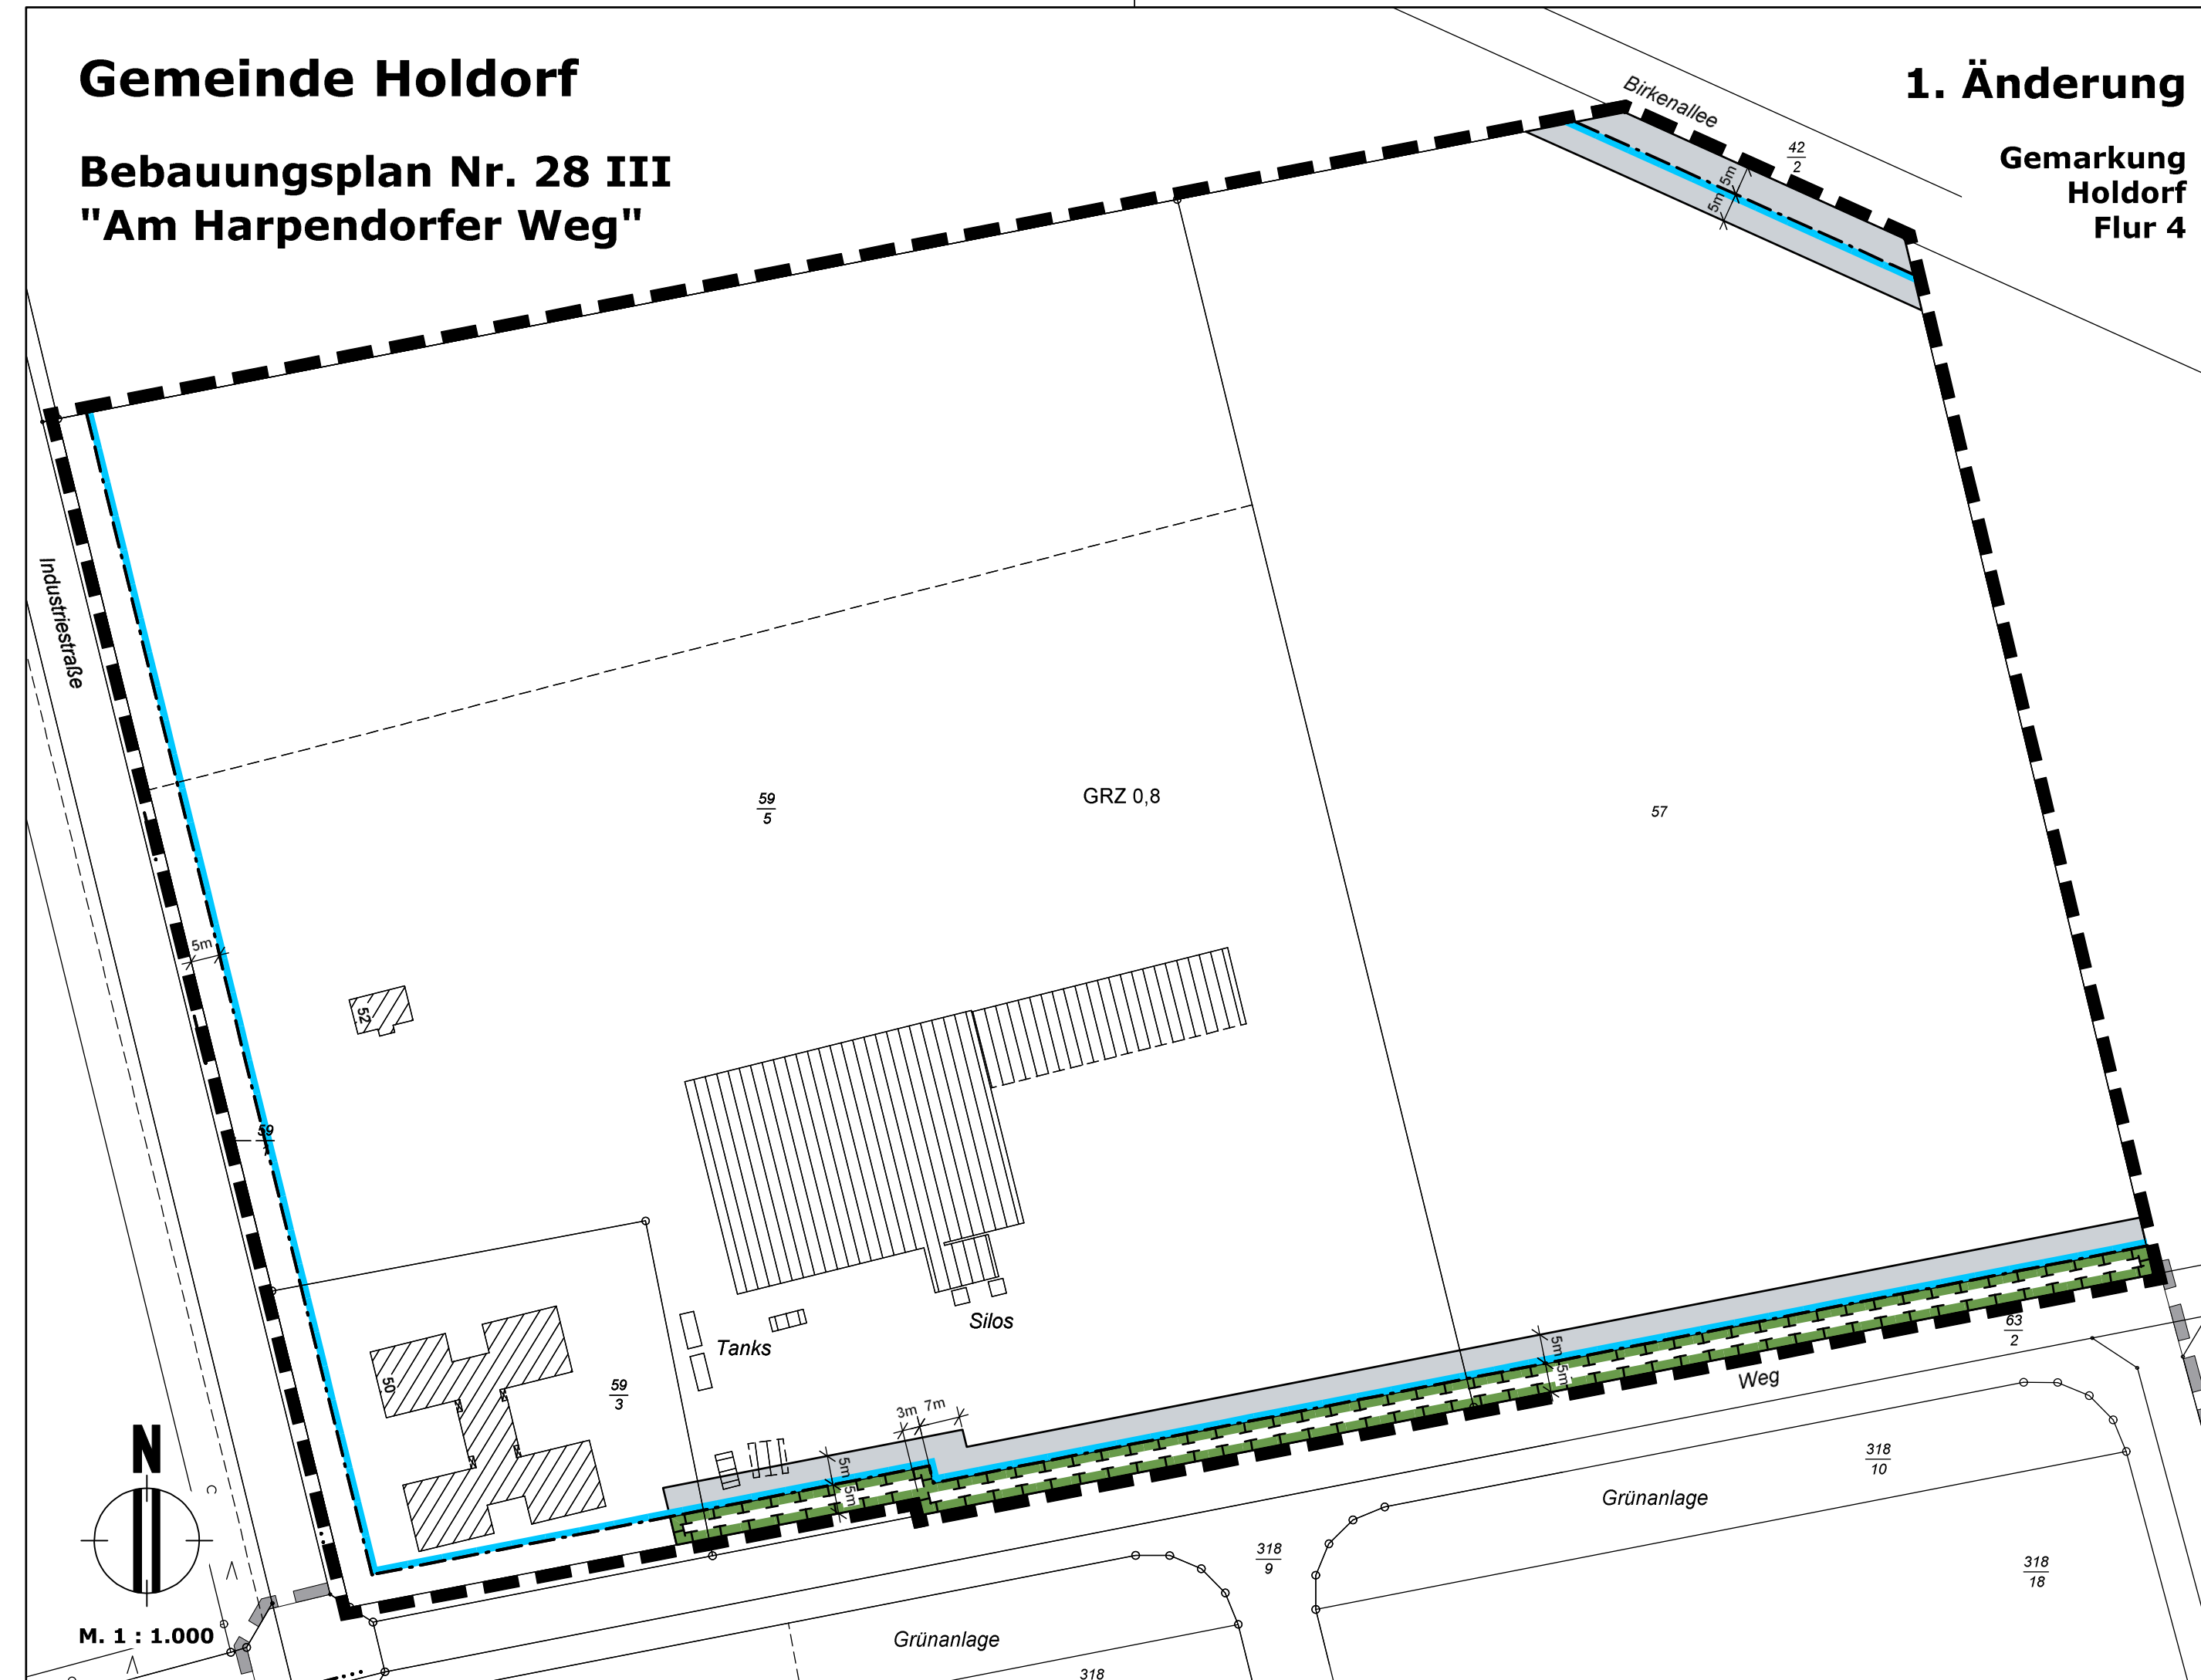 Gemeinde Holdorf
Bebauungsplan Nr. 28 III
"Am Harpendorfer Weg"
1. Änderung
Gemarkung
Holdorf
Flur 4
Birkenallee
42
2
5m
5m
Industriestraße
59
5
GRZ 0,8
57
5m
52
59
50
59
3
Tanks
Silos
3m
7m
5m
5m
5m
5m
63
2
Weg
318
10
Grünanlage
318
9
318
18
Grünanlage
318
N
M. 1 : 1.000